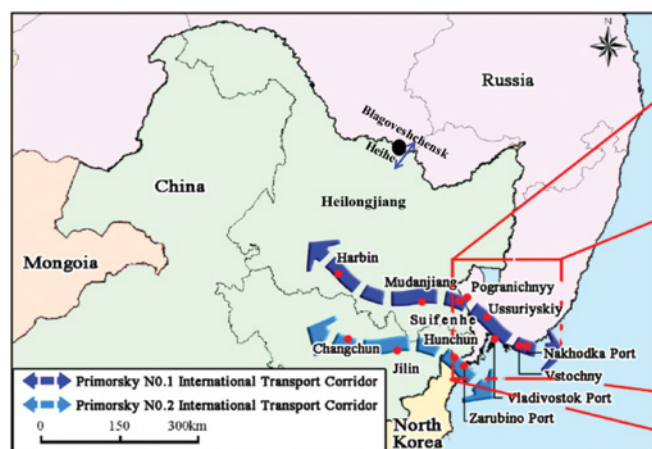 N
Russia
Blagoveshchensk
Heihe
China
Heilongjiang
Mongoia
Harbin
Mudanjiang
Pogranichnyy
Ussuriyskiy
Suifenhe
Hunchun
Changchun
Jilin
Nakhodka Port
Vstochny
Vladivostok Port
Zarubino Port
North
Korea
Primorsky N0.1 International Transport Corridor
Primorsky N0.2 International Transport Corridor
0 150 300km